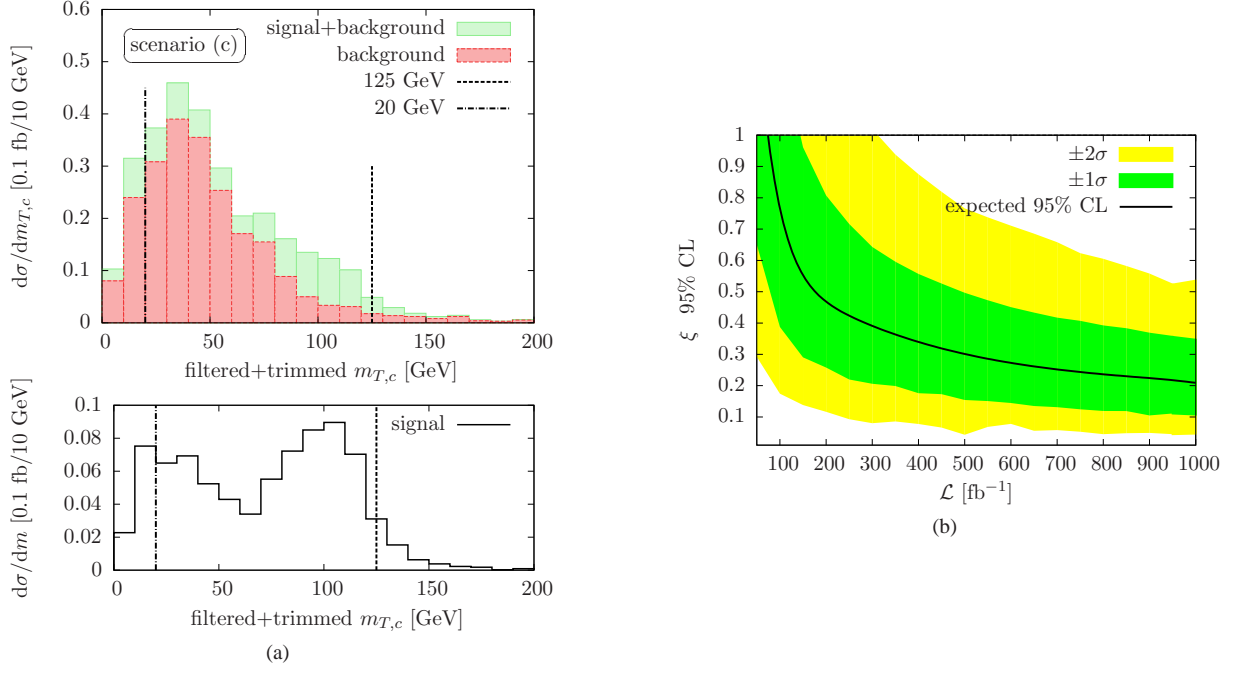 dσ/dm_{T,c} [0.1 fb/10 GeV]
0.6
0.5
0.4
0.3
0.2
0.1
0
scenario (c)
signal+background
background
125 GeV
20 GeV
0 50 100 150 200
filtered+trimmed m_{T,c} [GeV]
dσ/dm [0.1 fb/10 GeV]
0.1
0.08
0.06
0.04
0.02
0
signal
0 50 100 150 200
filtered+trimmed m_{T,c} [GeV]
(a)
ξ 95% CL
1
0.9
0.8
0.7
0.6
0.5
0.4
0.3
0.2
0.1
±2σ
±1σ
expected 95% CL
100 200 300 400 500 600 700 800 900 1000
ℒ [fb⁻¹]
(b)